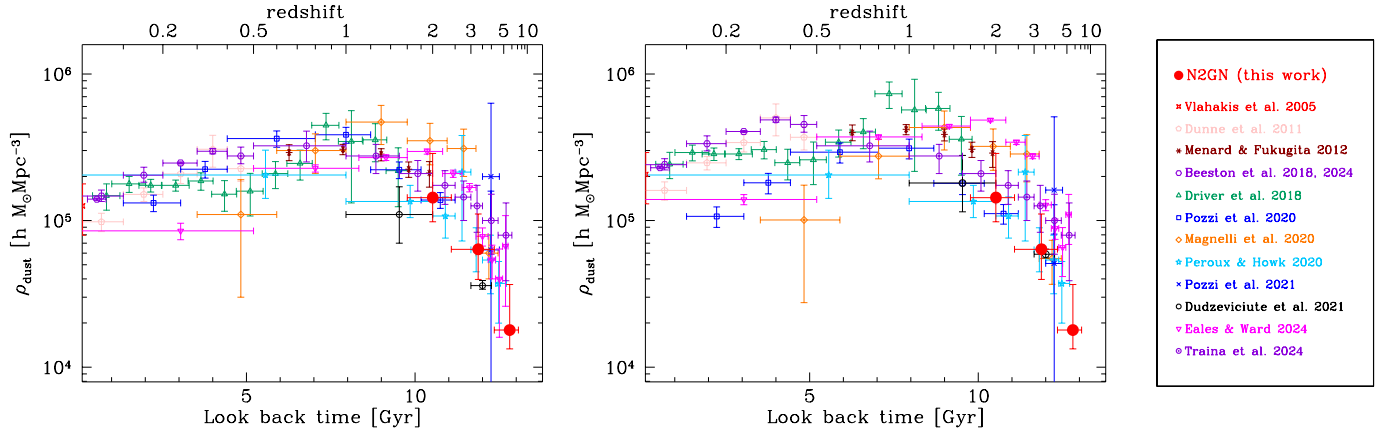 redshift
0.2 0.5 1 2 3 5 10
10⁶
10⁵
10⁴
ρdust [h M⊙Mpc⁻³]
5 10
Look back time [Gyr]
redshift
0.2 0.5 1 2 3 5 10
10⁶
10⁵
10⁴
ρdust [h M⊙Mpc⁻³]
5 10
Look back time [Gyr]
N2GN (this work)
Vlahakis et al. 2005
Dunne et al. 2011
Menard & Fukugita 2012
Beeston et al. 2018, 2024
Driver et al. 2018
Pozzi et al. 2020
Magnelli et al. 2020
Peroux & Howk 2020
Pozzi et al. 2021
Dudzeviciute et al. 2021
Eales & Ward 2024
Traina et al. 2024